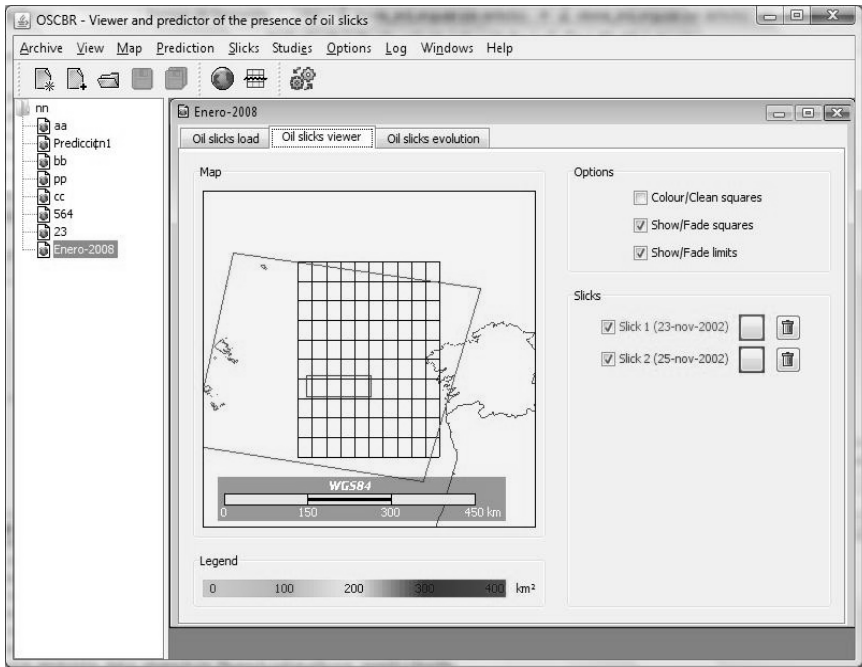 OSCBR - Viewer and predictor of the presence of oil slicks
Archive View Map Prediction Slicks Studies Options Log Windows Help
nn
aa
Predicción1
bb
pp
cc
564
23
Enero-2008
Enero-2008
Oil slicks load
Oil slicks viewer
Oil slicks evolution
Map
WGS84
0 150 300 450 km
Legend
0 100 200 300 400 km²
Options
Colour/Clean squares
Show/Fade squares
Show/Fade limits
Slicks
Slick 1 (23-nov-2002)
Slick 2 (25-nov-2002)